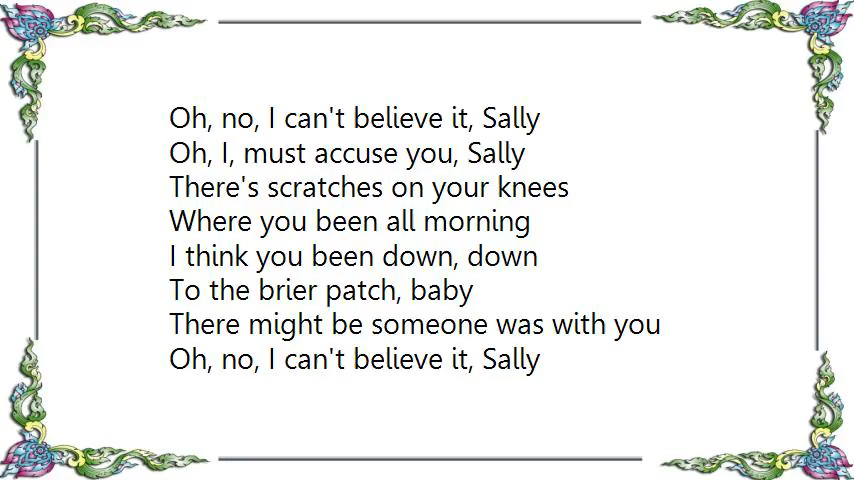 Oh, no, I can't believe it, Sally
Oh, I, must accuse you, Sally
There's scratches on your knees
Where you been all morning
I think you been down, down
To the brier patch, baby
There might be someone was with you
Oh, no, I can't believe it, Sally